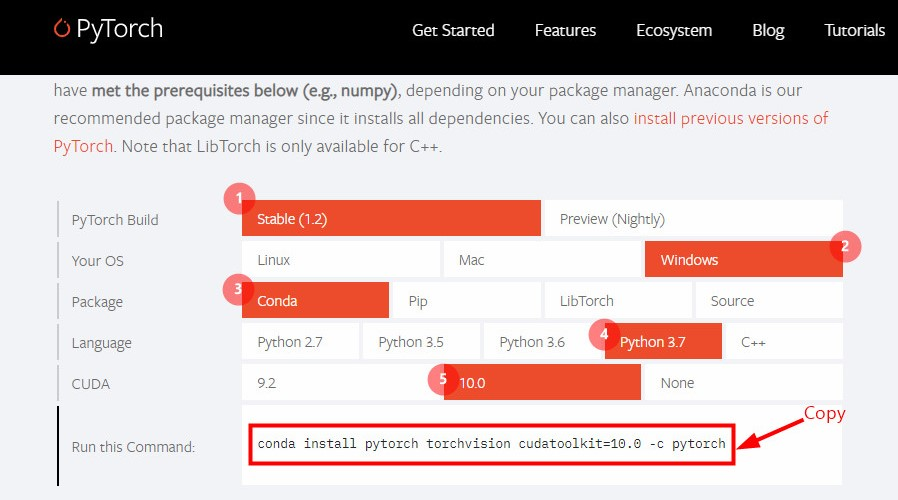 PyTorch Get Started Features Ecosystem Blog Tutorials
have met the prerequisites below (e.g., numpy), depending on your package manager. Anaconda is our
recommended package manager since it installs all dependencies. You can also install previous versions of
PyTorch. Note that LibTorch is only available for C++.
1
PyTorch Build Stable (1.2) Preview (Nightly)
2
Your OS Linux Mac Windows
3
Package Conda Pip LibTorch Source
4
Language Python 2.7 Python 3.5 Python 3.6 Python 3.7 C++
5
CUDA 9.2 10.0 None
Copy
Run this Command: conda install pytorch torchvision cudatoolkit=10.0 -c pytorch